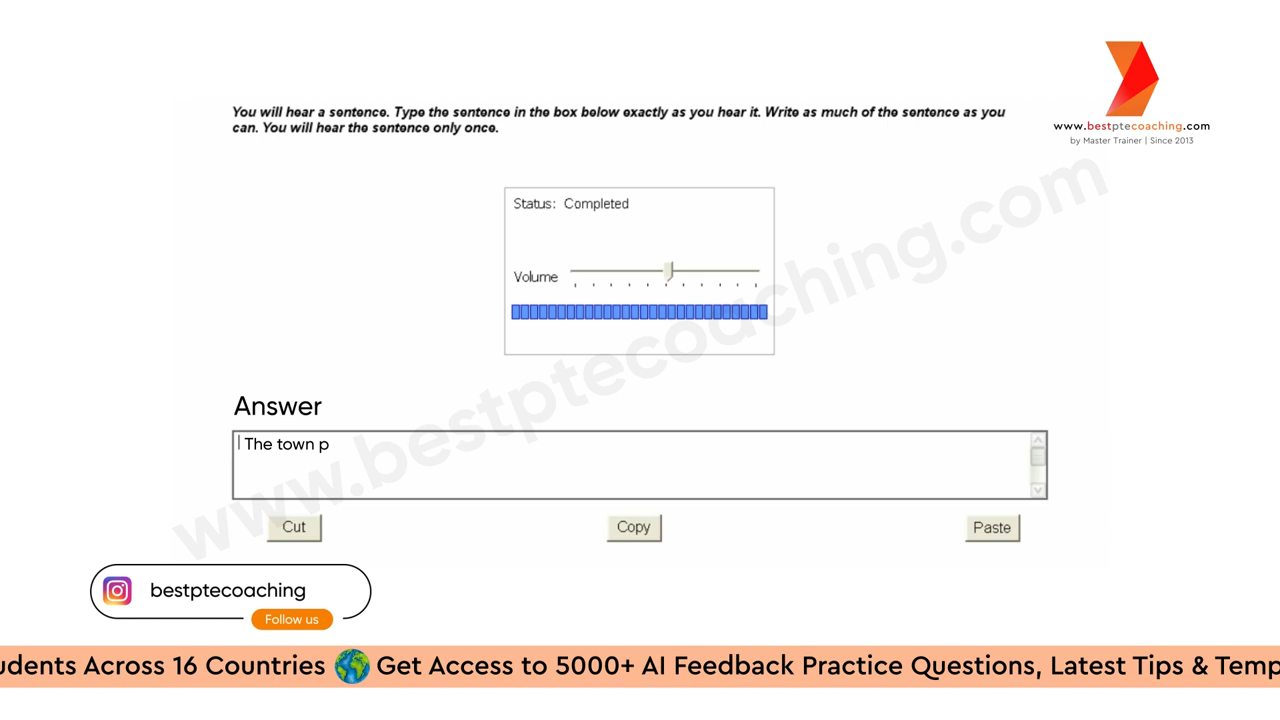 You will hear a sentence. Type the sentence in the box below exactly as you hear it. Write as much of the sentence as you
can. You will hear the sentence only once.
www.bestptecoaching.com
by Master Trainer | Since 2013
Status: Completed
Volume
www.bestptecoaching.com
Answer
The town p
Cut
Copy
Paste
bestptecoaching
Follow us
udents Across 16 Countries 🌎 Get Access to 5000+ AI Feedback Practice Questions, Latest Tips & Temp